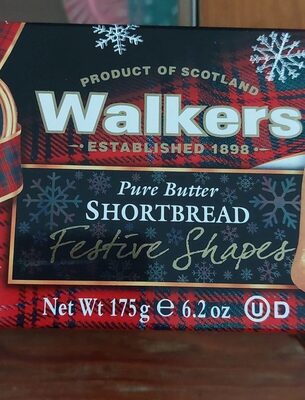 PRODUCT OF SCOTLAND
Walkers
ESTABLISHED 1898
Pure Butter
SHORTBREAD
Festive Shapes
Net Wt 175g ℮ 6.2 oz Ⓤ D